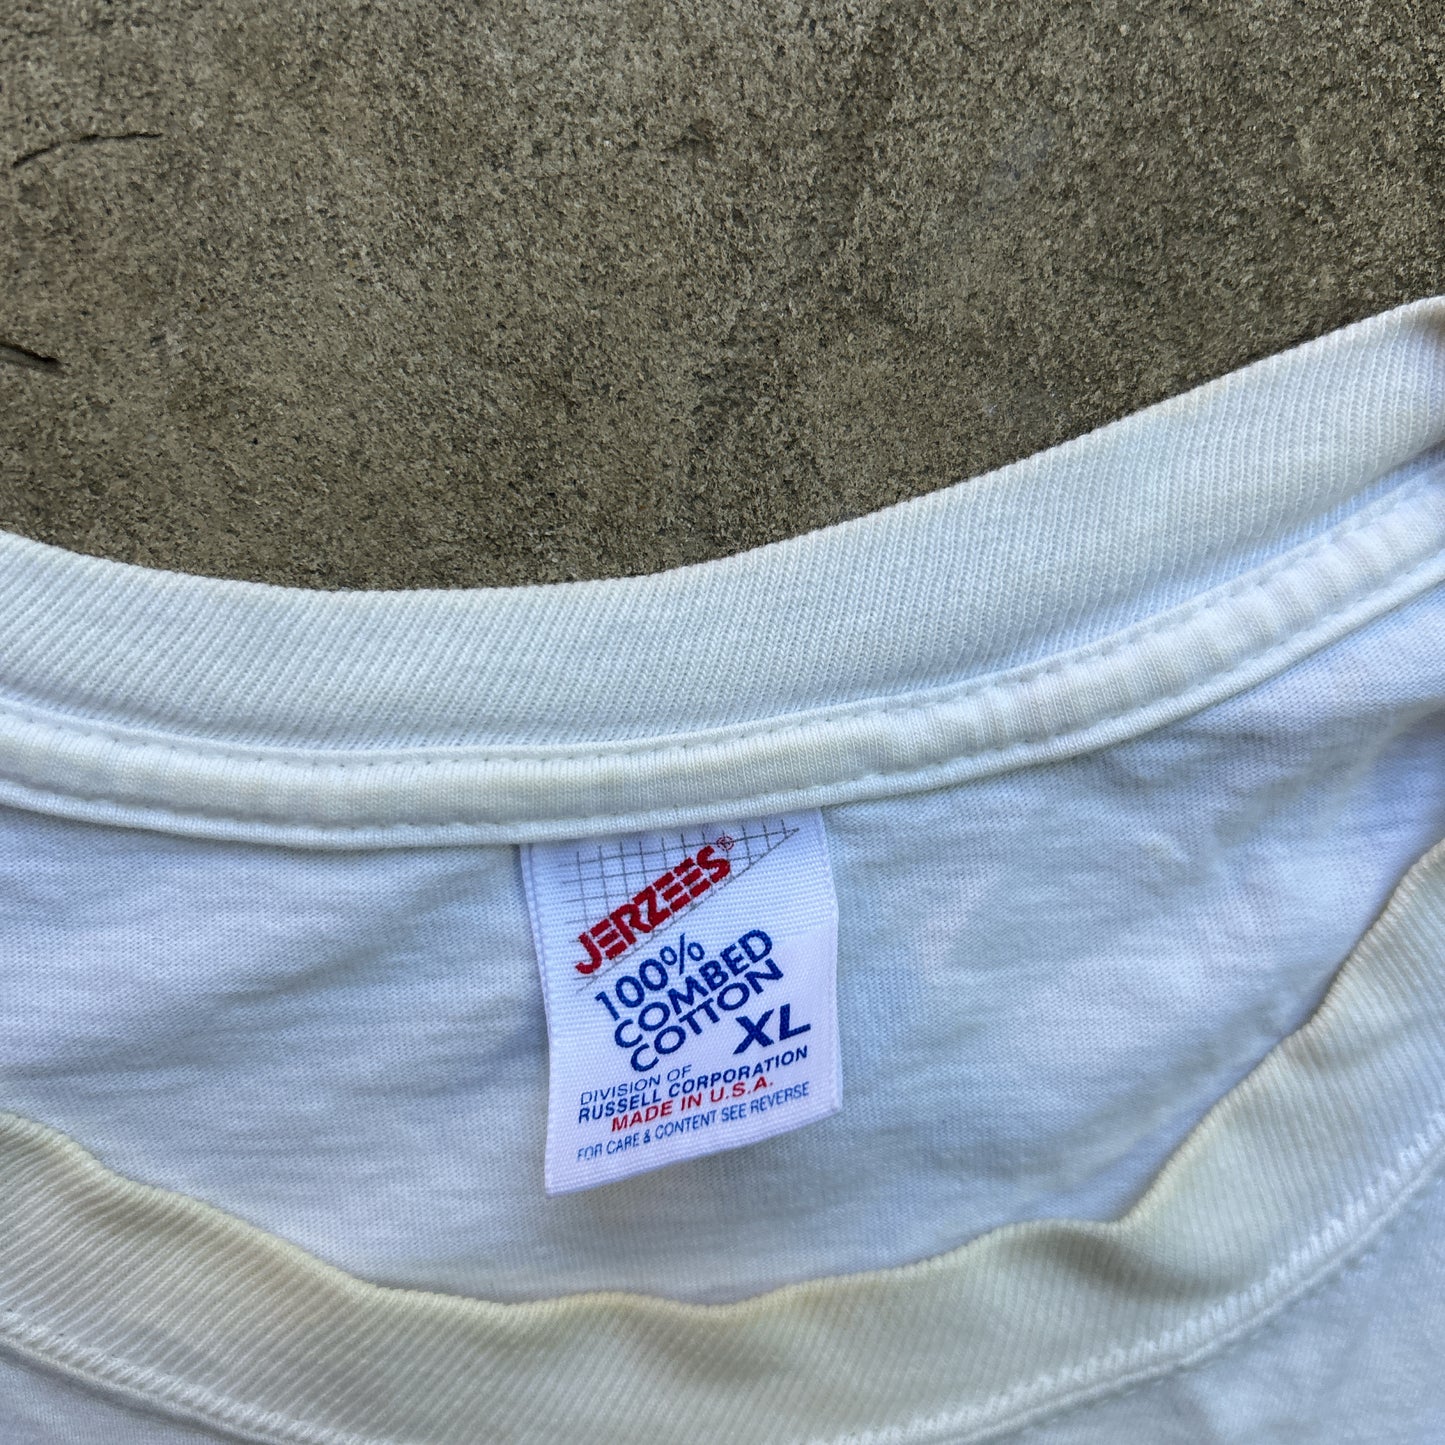 JERZEES®
100%
COMBED
COTTON
XL
DIVISION OF
RUSSELL CORPORATION
MADE IN U.S.A.
FOR CARE & CONTENT SEE REVERSE